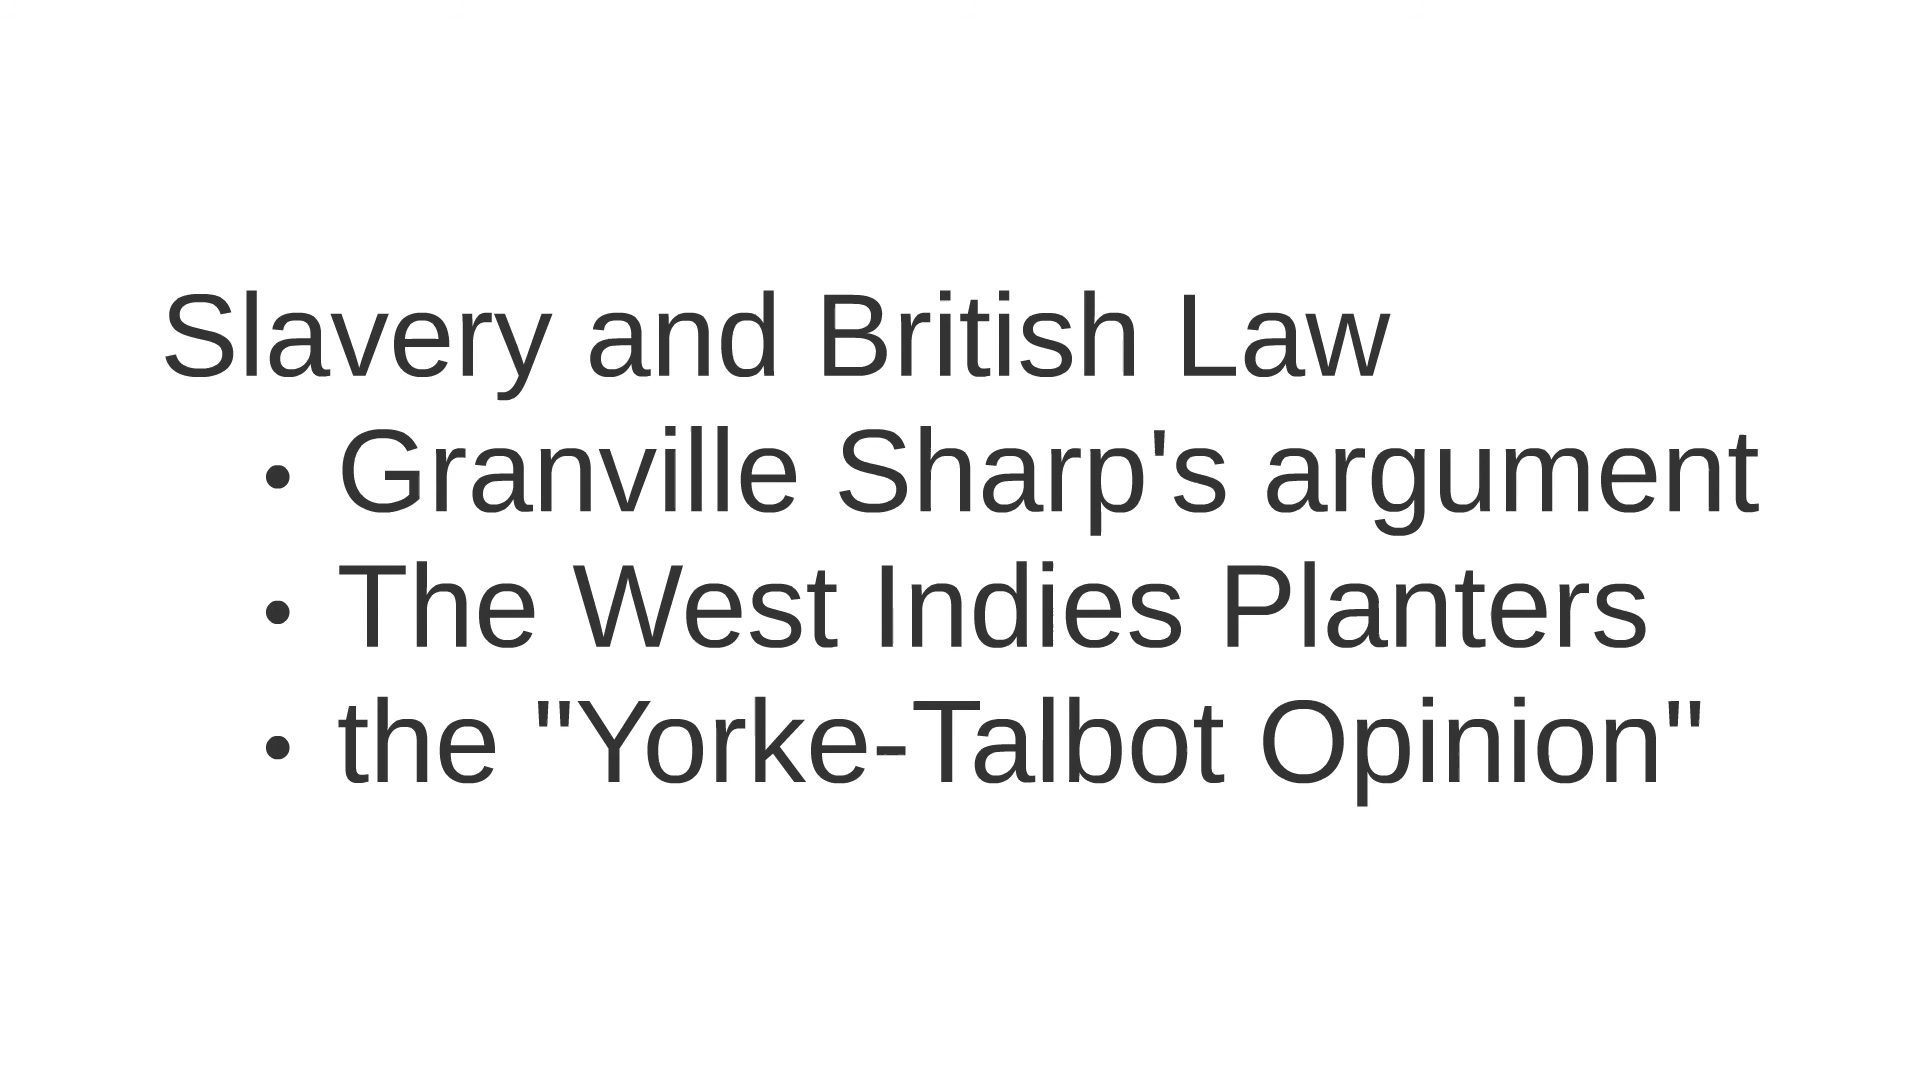 Slavery and British Law
• Granville Sharp's argument
• The West Indies Planters
• the "Yorke-Talbot Opinion"